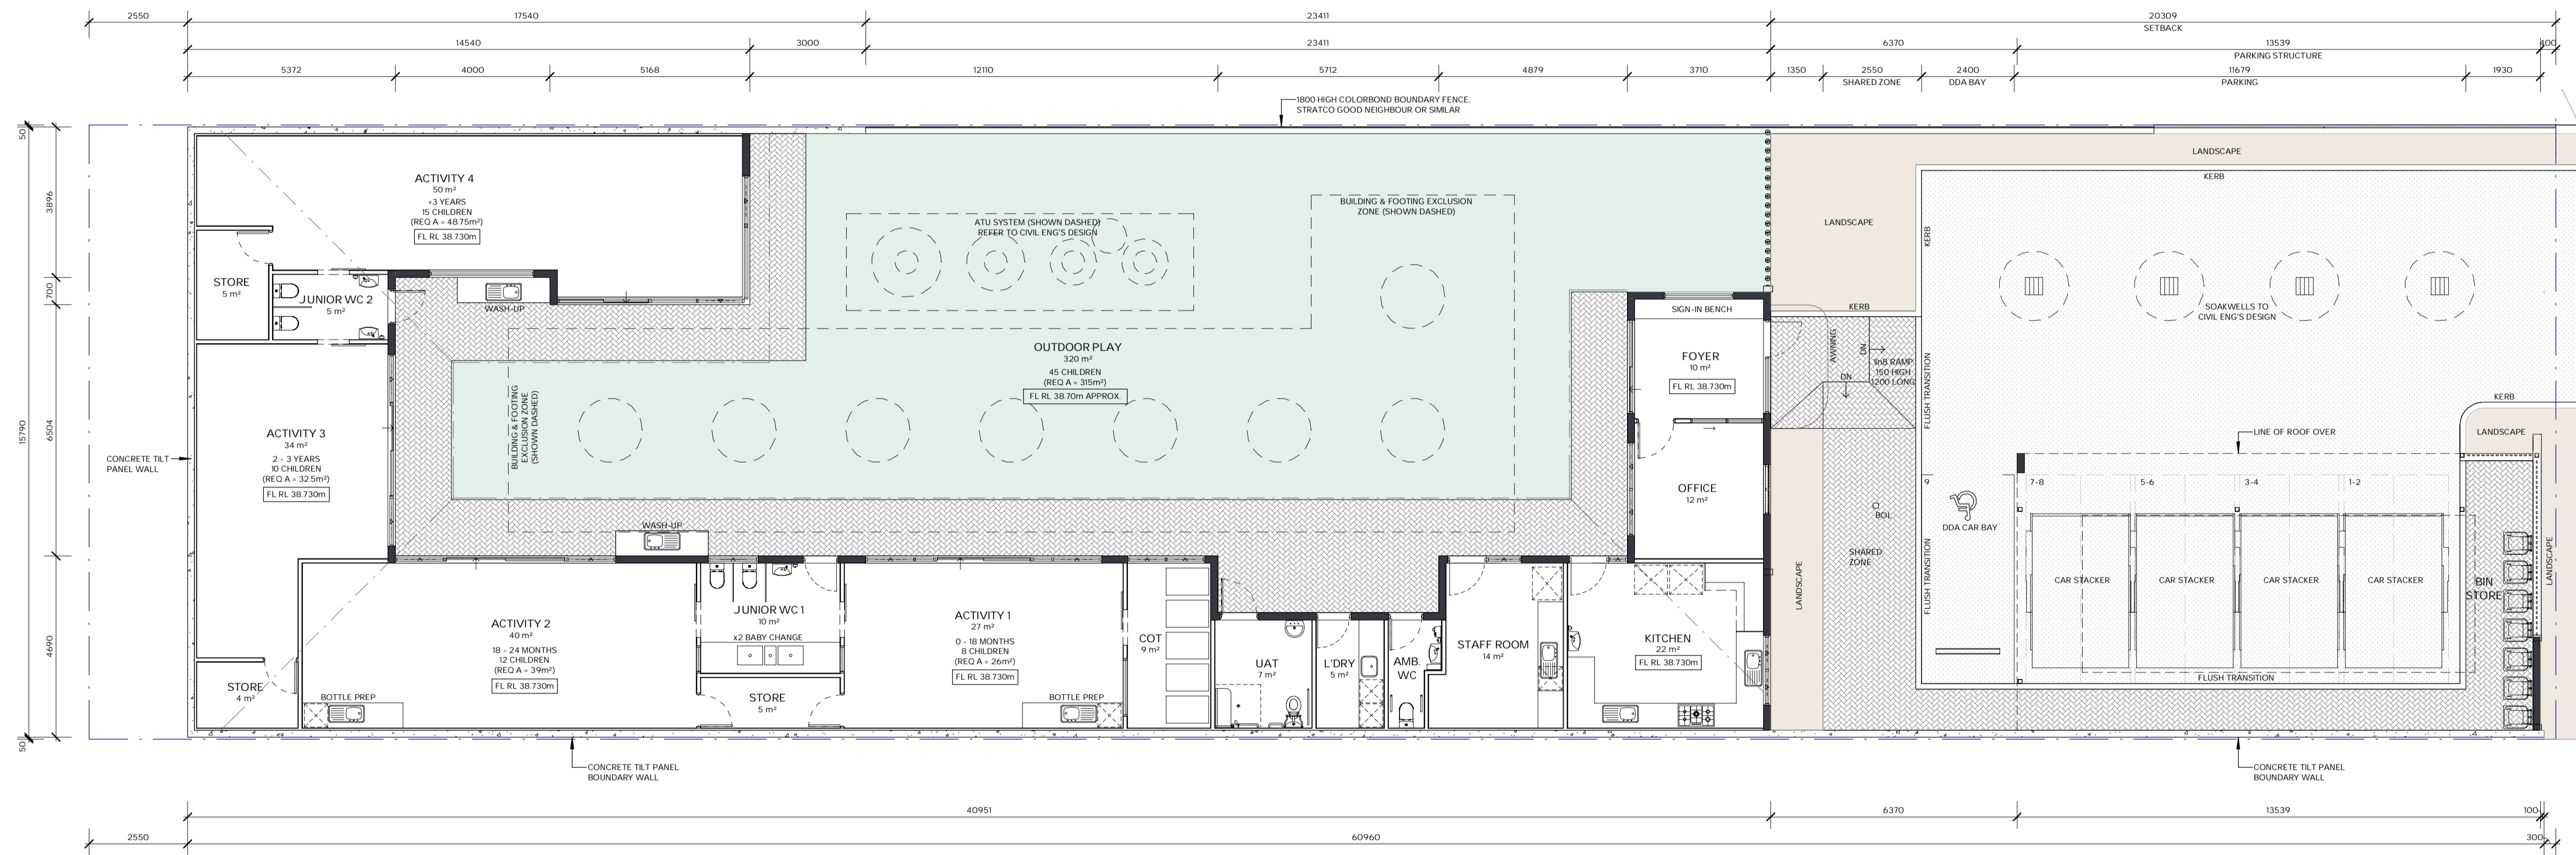 2550
17540
23411
20309
SETBACK
14540
3000
23411
6370
13539
PARKING STRUCTURE
5372
4000
5168
12110
5712
4879
3710
1350
2550
SHARED ZONE
2400
DDA BAY
11679
PARKING
1930
1800 HIGH COLORBOND BOUNDARY FENCE.
STRATCO GOOD NEIGHBOUR OR SIMILAR
50
3896
700
15790
6504
4690
50
CONCRETE TILT
PANEL WALL
ACTIVITY 4
50 m²
+3 YEARS
15 CHILDREN
(REQ A = 48.75m²)
FL RL 38.730m
STORE
5 m²
JUNIOR WC 2
5 m²
WASH-UP
ACTIVITY 3
34 m²
2 - 3 YEARS
10 CHILDREN
(REQ A = 32.5m²)
FL RL 38.730m
STORE
4 m²
BOTTLE PREP
ACTIVITY 2
40 m²
18 - 24 MONTHS
12 CHILDREN
(REQ A = 39m²)
FL RL 38.730m
WASH-UP
JUNIOR WC 1
10 m²
x2 BABY CHANGE
STORE
5 m²
ACTIVITY 1
27 m²
0 - 18 MONTHS
8 CHILDREN
(REQ A = 26m²)
FL RL 38.730m
BOTTLE PREP
COT
9 m²
UAT
7 m²
L'DRY
5 m²
AMB.
WC
STAFF ROOM
14 m²
KITCHEN
22 m²
FL RL 38.730m
ATU SYSTEM (SHOWN DASHED)
REFER TO CIVIL ENG'S DESIGN
BUILDING & FOOTING EXCLUSION
ZONE (SHOWN DASHED)
OUTDOOR PLAY
320 m²
45 CHILDREN
(REQ A = 315m²)
FL RL 38.70m APPROX.
BUILDING & FOOTING
EXCLUSION ZONE
(SHOWN DASHED)
SIGN-IN BENCH
FOYER
10 m²
FL RL 38.730m
OFFICE
12 m²
LANDSCAPE
LANDSCAPE
KERB
KERB
KERB
AWNING
DN
DN
1in8 RAMP
150 HIGH
1200 LONG
FLUSH TRANSITION
SOAKWELLS TO
CIVIL ENG'S DESIGN
KERB
LANDSCAPE
LINE OF ROOF OVER
9
7-8
5-6
3-4
1-2
BOL
DDA CAR BAY
SHARED
ZONE
FLUSH TRANSITION
LANDSCAPE
CAR STACKER
CAR STACKER
CAR STACKER
CAR STACKER
BIN
STORE
LANDSCAPE
FLUSH TRANSITION
CONCRETE TILT PANEL
BOUNDARY WALL
CONCRETE TILT PANEL
BOUNDARY WALL
40951
6370
13539
100
2550
60960
300